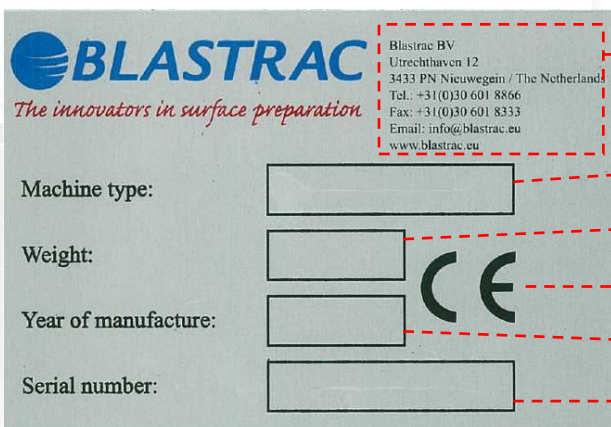 BLASTRAC
The innovators in surface preparation
Blastrac BV
Utrechthaven 12
3433 PN Nieuwegein / The Netherlands
Tel.: +31(0)30 601 8866
Fax: +31(0)30 601 8333
Email: info@blastrac.eu
www.blastrac.eu
Machine type:
Weight:
CE
Year of manufacture:
Serial number: